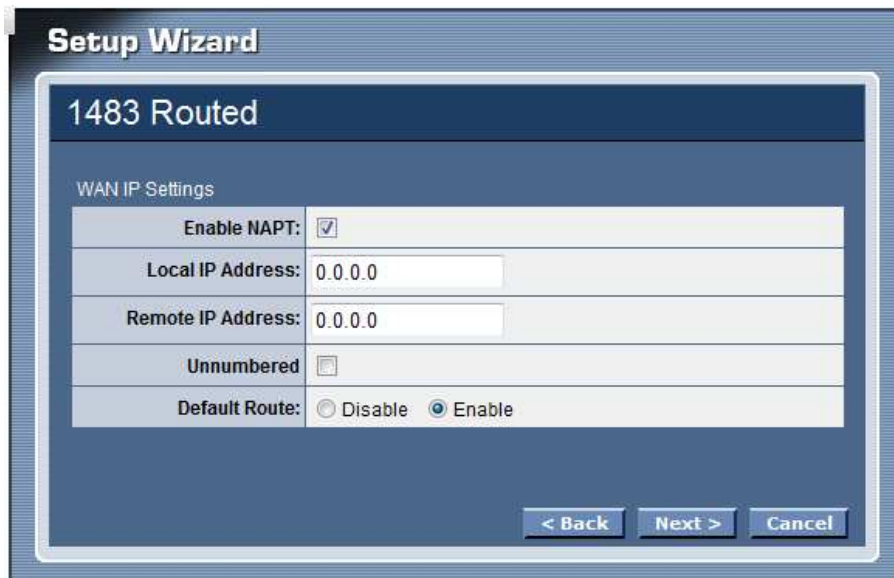 Setup Wizard
1483 Routed
WAN IP Settings
Enable NAPT:
Local IP Address: 0.0.0.0
Remote IP Address: 0.0.0.0
Unnumbered
Default Route: Disable Enable
< Back Next > Cancel